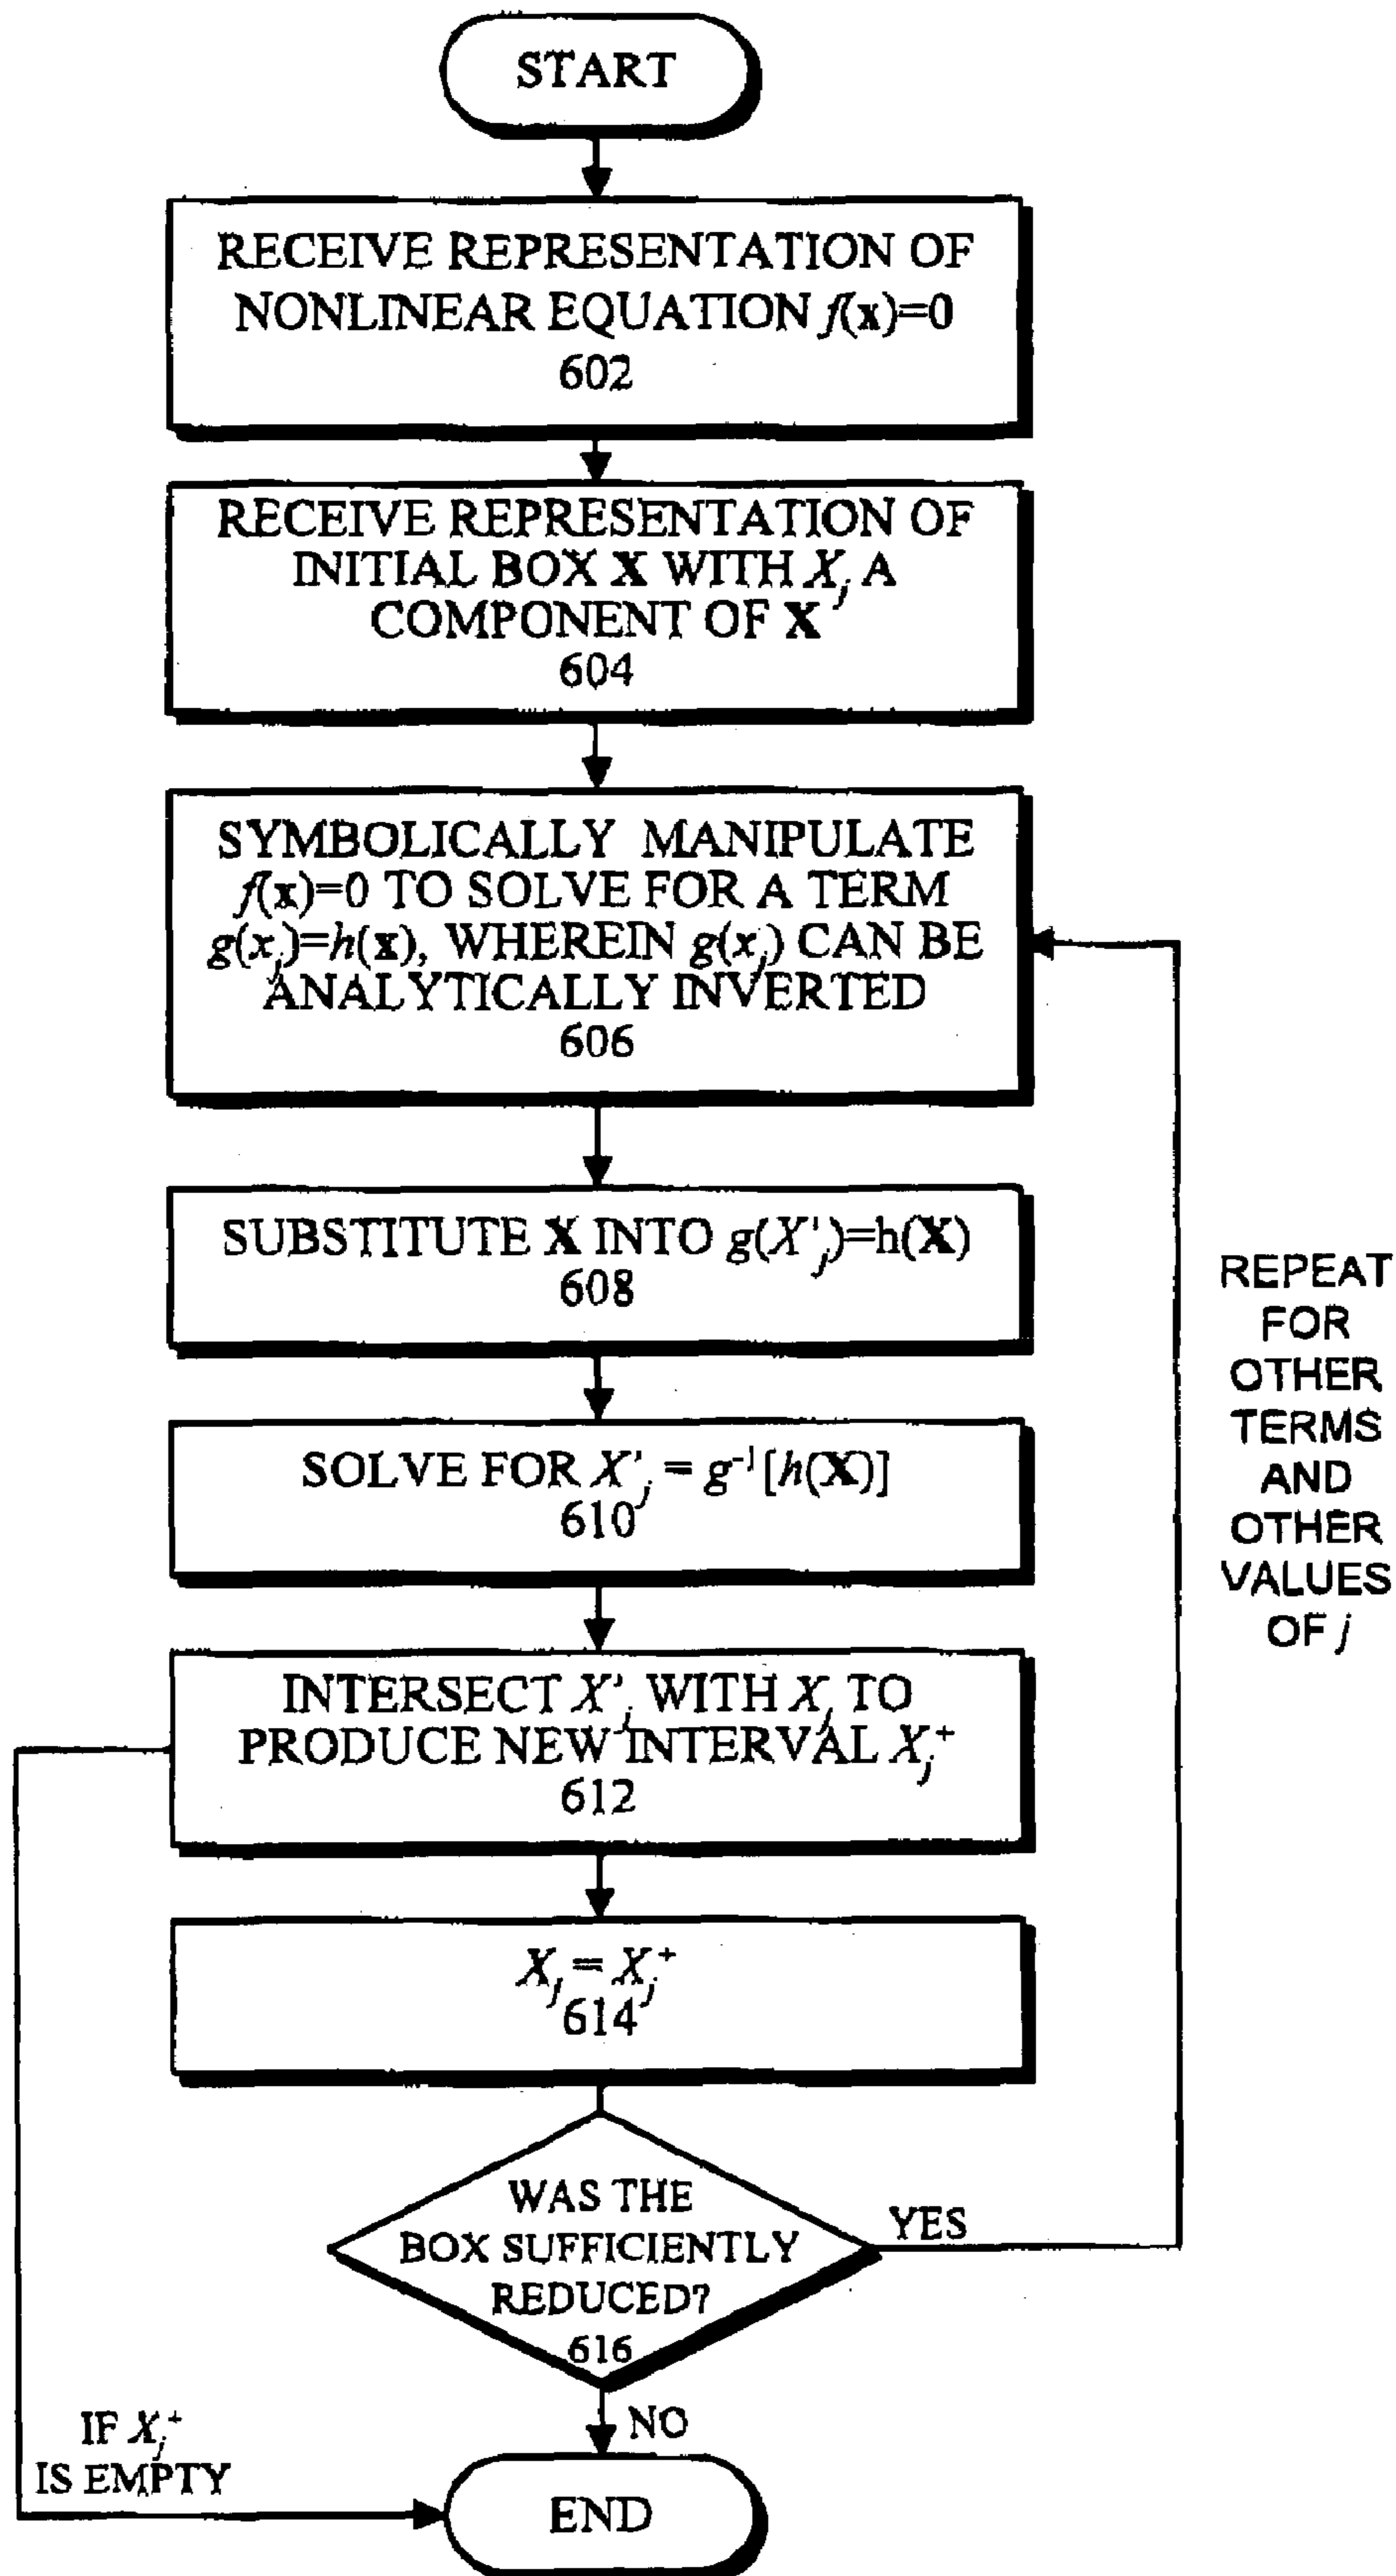 START
RECEIVE REPRESENTATION OF
NONLINEAR EQUATION f(x)=0
602
RECEIVE REPRESENTATION OF
INITIAL BOX X WITH Xj A
COMPONENT OF X
604
SYMBOLICALLY MANIPULATE
f(x)=0 TO SOLVE FOR A TERM
g(xj)=h(x), WHEREIN g(xj) CAN BE
ANALYTICALLY INVERTED
606
SUBSTITUTE X INTO g(X'j)=h(X)
608
SOLVE FOR X'j = g⁻¹[h(X)]
610
INTERSECT X'j WITH Xj TO
PRODUCE NEW INTERVAL Xj⁺
612
Xj = Xj⁺
614
WAS THE
BOX SUFFICIENTLY
REDUCED?
616
YES
REPEAT
FOR
OTHER
TERMS
AND
OTHER
VALUES
OF j
NO
IF Xj⁺
IS EMPTY
END